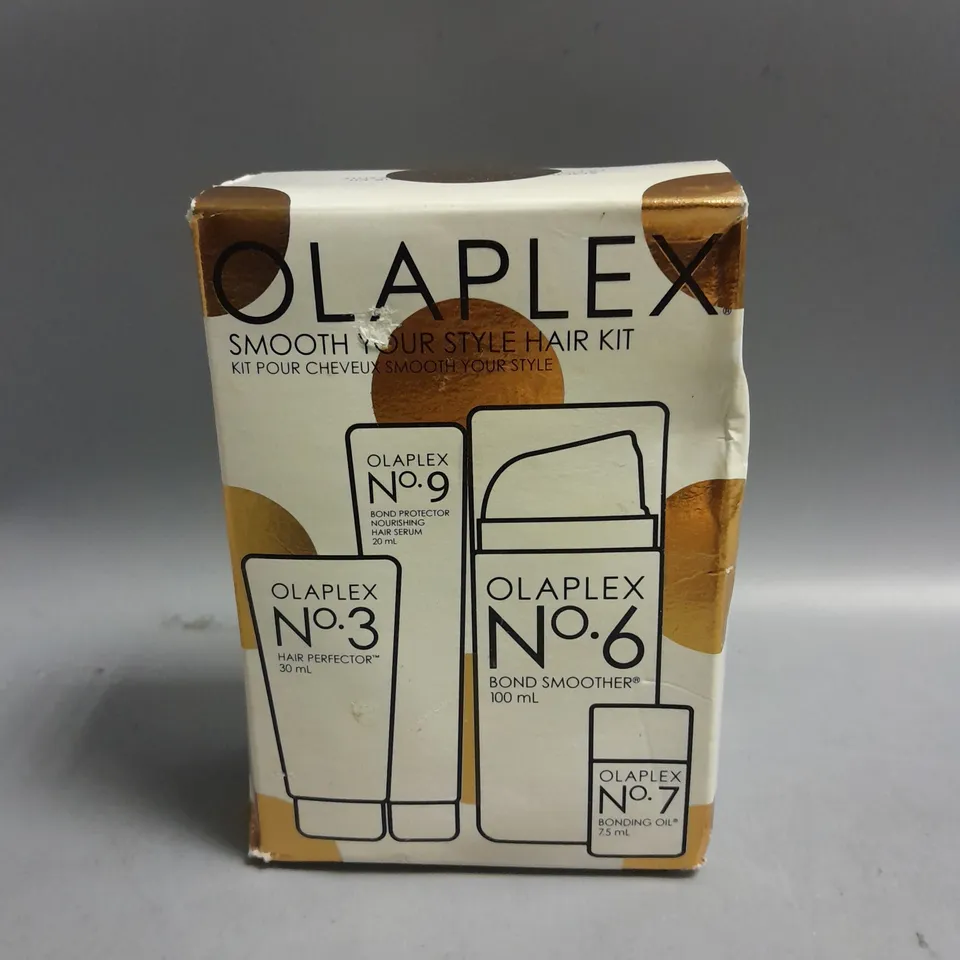 OLAPLEX®
SMOOTH YOUR STYLE HAIR KIT
KIT POUR CHEVEUX SMOOTH YOUR STYLE
OLAPLEX
Nº.9
BOND PROTECTOR
NOURISHING
HAIR SERUM
20 mL
OLAPLEX
Nº.3
HAIR PERFECTOR™
30 mL
OLAPLEX
Nº.6
BOND SMOOTHER®
100 mL
OLAPLEX
Nº.7
BONDING OIL®
7.5 mL